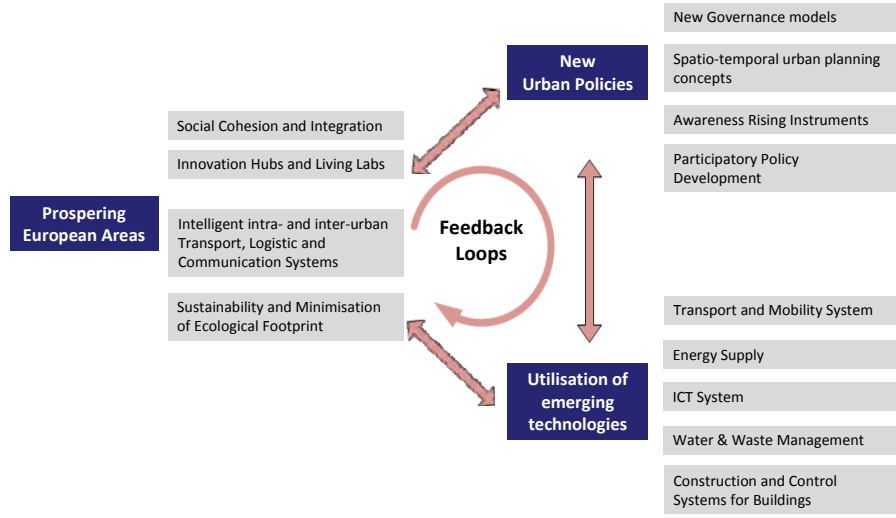 New Governance models
New
Urban Policies
Spatio-temporal urban planning
concepts
Awareness Rising Instruments
Participatory Policy
Development
Social Cohesion and Integration
Innovation Hubs and Living Labs
Prospering
European Areas
Intelligent intra- and inter-urban
Transport, Logistic and
Communication Systems
Sustainability and Minimisation
of Ecological Footprint
Feedback
Loops
Utilisation of
emerging
technologies
Transport and Mobility System
Energy Supply
ICT System
Water & Waste Management
Construction and Control
Systems for Buildings